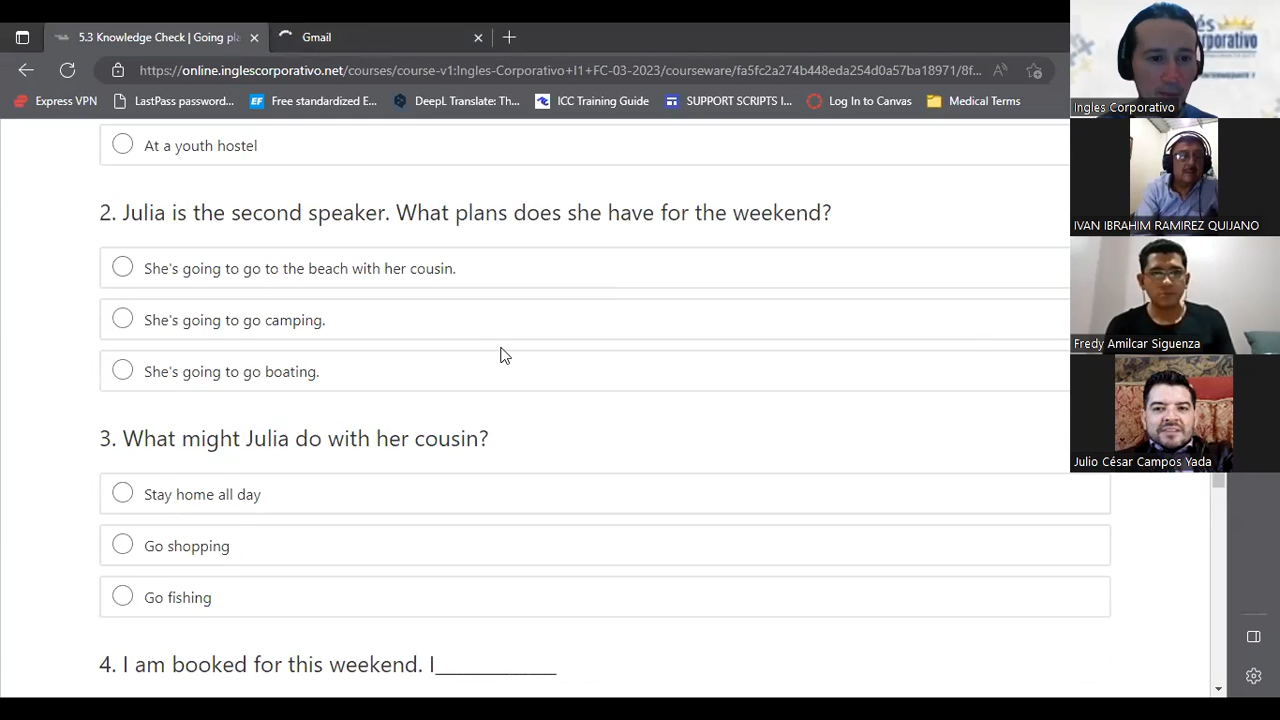 5.3 Knowledge Check | Going pla
Gmail
https://online.inglescorporativo.net/courses/course-v1:Ingles-Corporativo+I1+FC-03-2023/courseware/fa5fc2a274b448eda254d0a57ba18971/8f...
Express VPN
LastPass password...
EF Free standardized E...
DeepL Translate: Th...
ICC Training Guide
SUPPORT SCRIPTS I...
Log In to Canvas
Medical Terms
At a youth hostel
2. Julia is the second speaker. What plans does she have for the weekend?
She's going to go to the beach with her cousin.
She's going to go camping.
She's going to go boating.
3. What might Julia do with her cousin?
Stay home all day
Go shopping
Go fishing
4. I am booked for this weekend. I____________
és
rporativo
Ingles Corporativo
IVAN IBRAHIM RAMIREZ QUIJANO
Fredy Amilcar Siguenza
Julio César Campos Yada